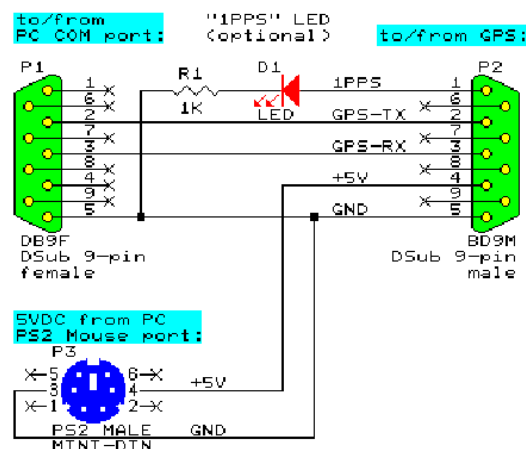 to/from
PC COM port:
"1PPS" LED
(optional)
to/from GPS:
P1
R1
D1
P2
1K
LED
1PPS
GPS-TX
GPS-RX
+5V
GND
1
6
2
7
3
8
4
9
5
1
6
2
7
3
8
4
9
5
DB9F
DSub 9-pin
female
BD9M
DSub 9-pin
male
5VDC from PC
PS2 Mouse port:
P3
5
6
3
4
1
2
+5V
PS2 MALE
GND
MINI-DIN